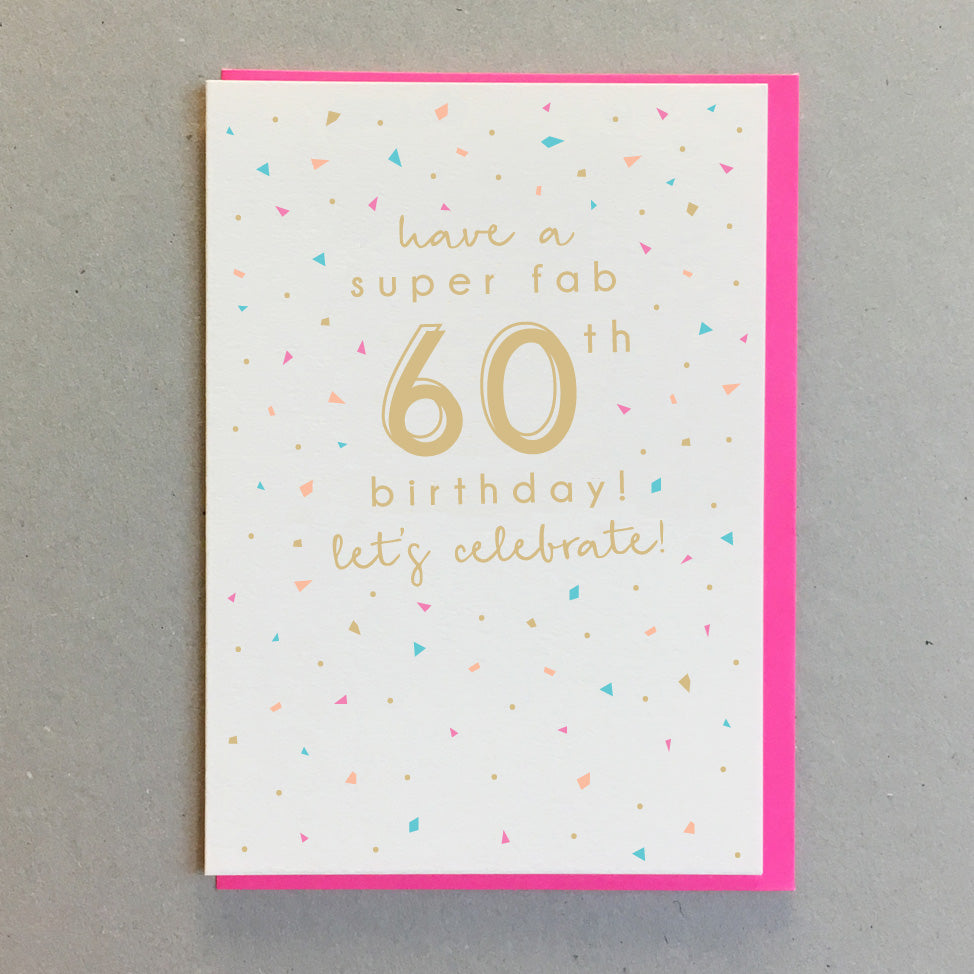 have a
super fab
60th
birthday!
let's celebrate!